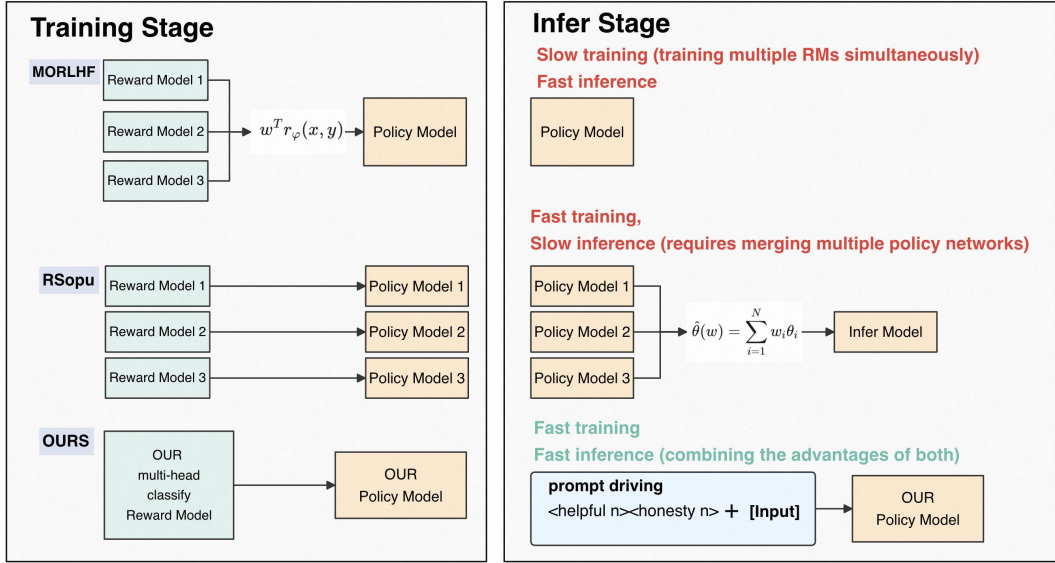 Training Stage
MORLHF
Reward Model 1
Reward Model 2
Reward Model 3
w^T r_φ(x, y)
Policy Model
RSopu
Reward Model 1
Policy Model 1
Reward Model 2
Policy Model 2
Reward Model 3
Policy Model 3
OURS
OUR
multi-head
classify
Reward Model
OUR
Policy Model
Infer Stage
Slow training (training multiple RMs simultaneously)
Fast inference
Policy Model
Fast training,
Slow inference (requires merging multiple policy networks)
Policy Model 1
Policy Model 2
Policy Model 3
θ̂(w) = ∑_{i=1}^{N} w_i θ_i
Infer Model
Fast training
Fast inference (combining the advantages of both)
prompt driving
<helpful n><honesty n> + [Input]
OUR
Policy Model